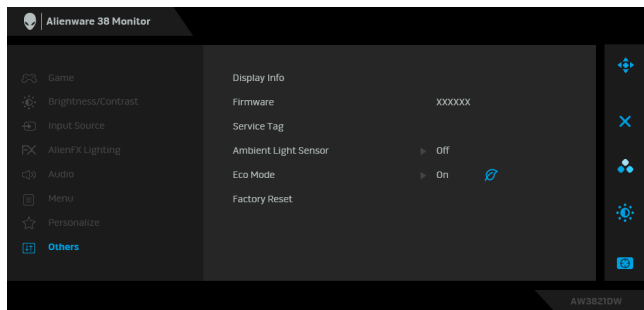 Alienware 38 Monitor
Game
Brightness/Contrast
Input Source
AlienFX Lighting
Audio
Menu
Personalize
Others
Display Info
Firmware XXXXXX
Service Tag
Ambient Light Sensor Off
Eco Mode On
Factory Reset
AW3821DW